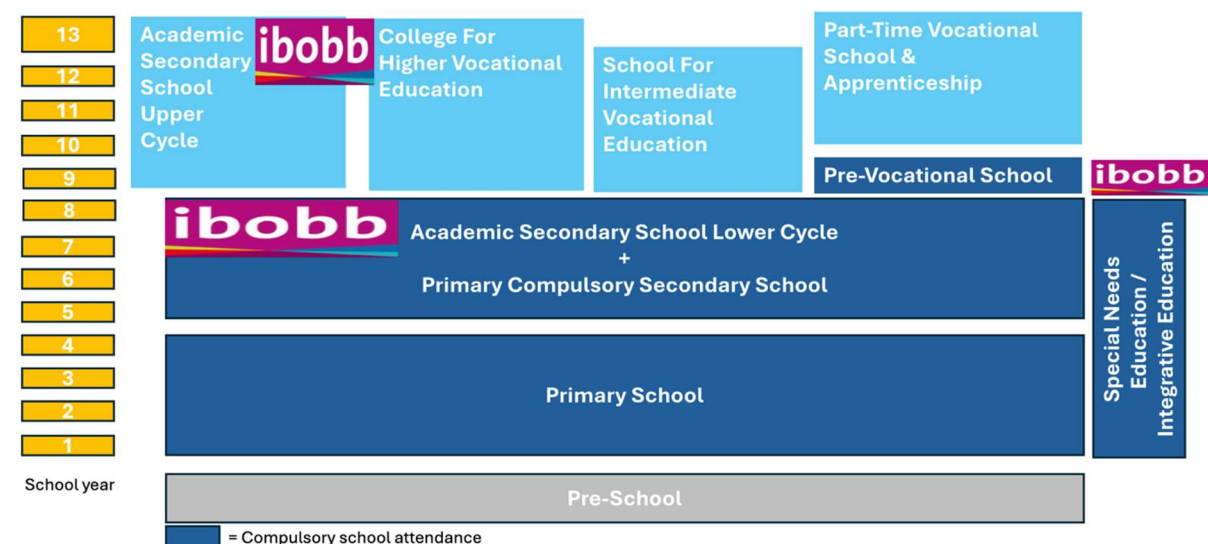 13
12
11
10
9
8
7
6
5
4
3
2
1
School year
Academic
Secondary
School
Upper
Cycle
ibobb
College For
Higher Vocational
Education
School For
Intermediate
Vocational
Education
Part-Time Vocational
School &
Apprenticeship
Pre-Vocational School
ibobb
ibobb
Academic Secondary School Lower Cycle
+
Primary Compulsory Secondary School
Primary School
Special Needs
Education /
Integrative Education
Pre-School
= Compulsory school attendance